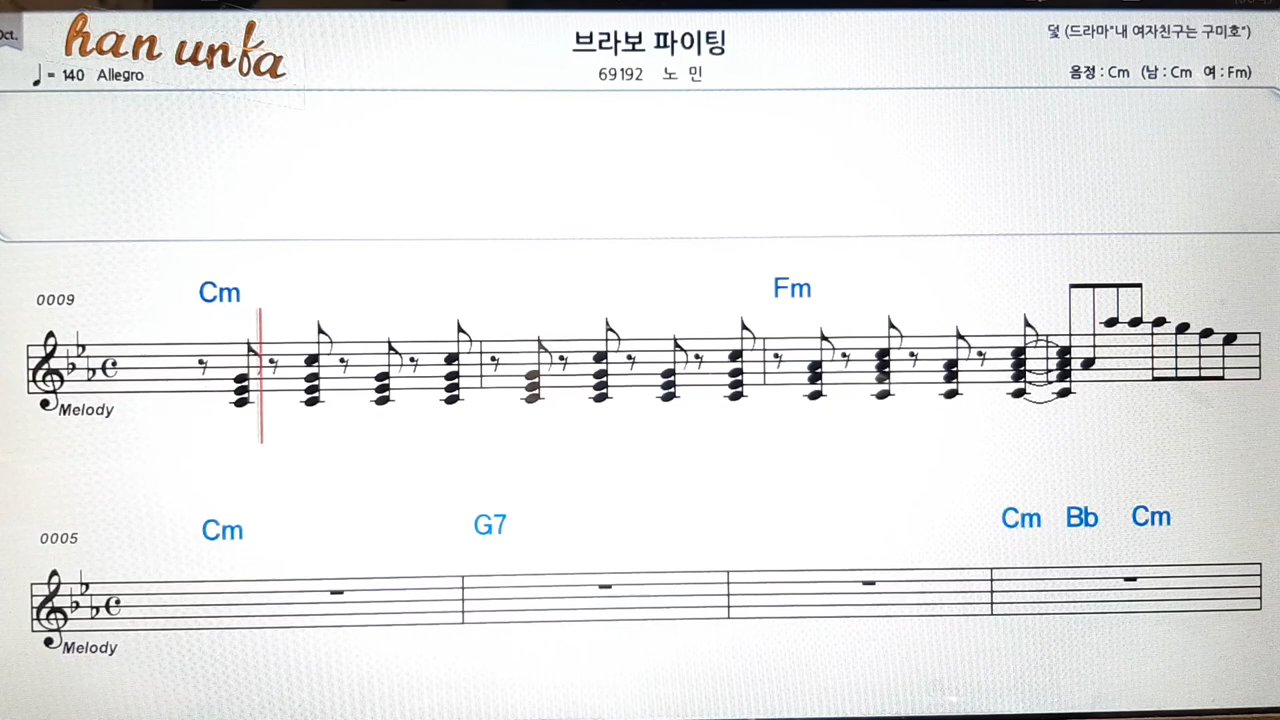 Oct.
han unfa
= 140 Allegro
브라보 파이팅
69192 노 민
덫 (드라마"내 여자친구는 구미호")
음정 : Cm (남 : Cm 여 : Fm)
Cm Fm
0009
Melody
Cm G7 Cm Bb Cm
0005
Melody